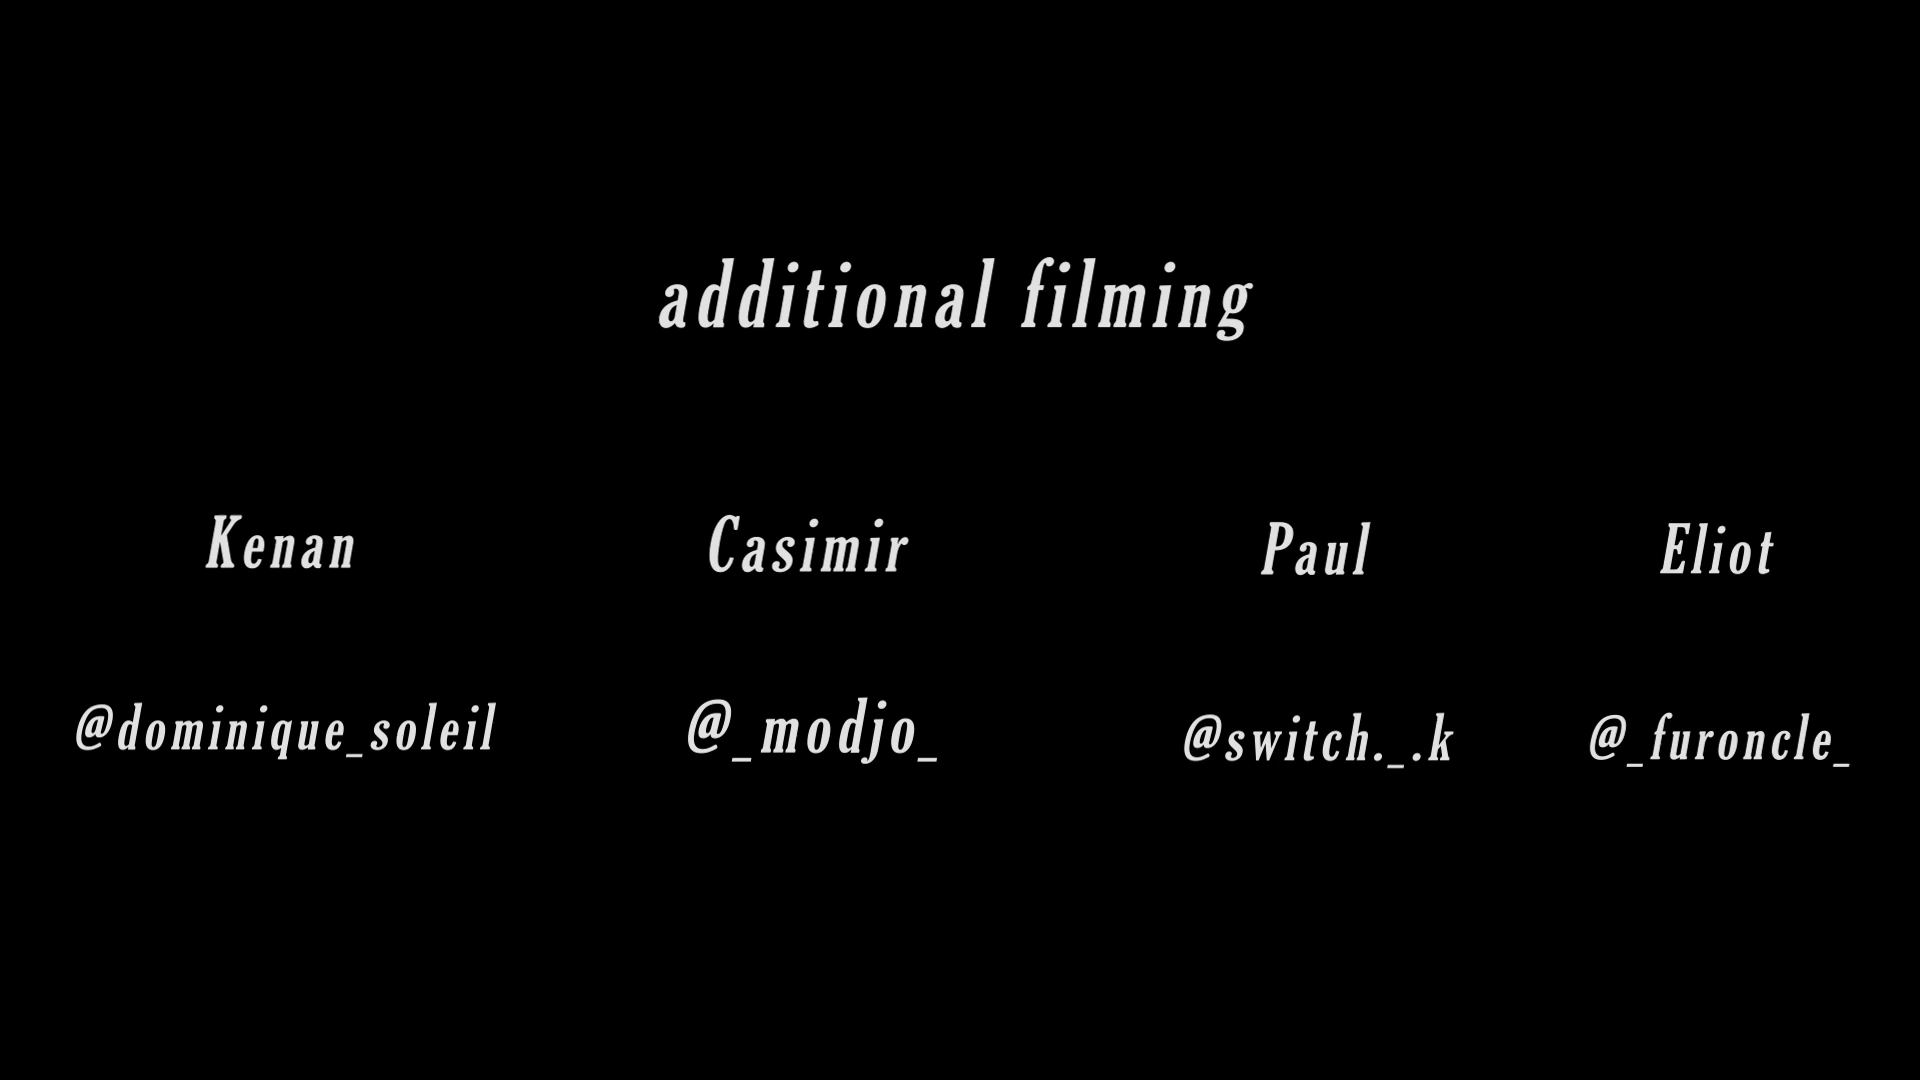 additional filming
Kenan Casimir Paul Eliot
@dominique_soleil @_modjo_ @switch._.k @_furoncle_